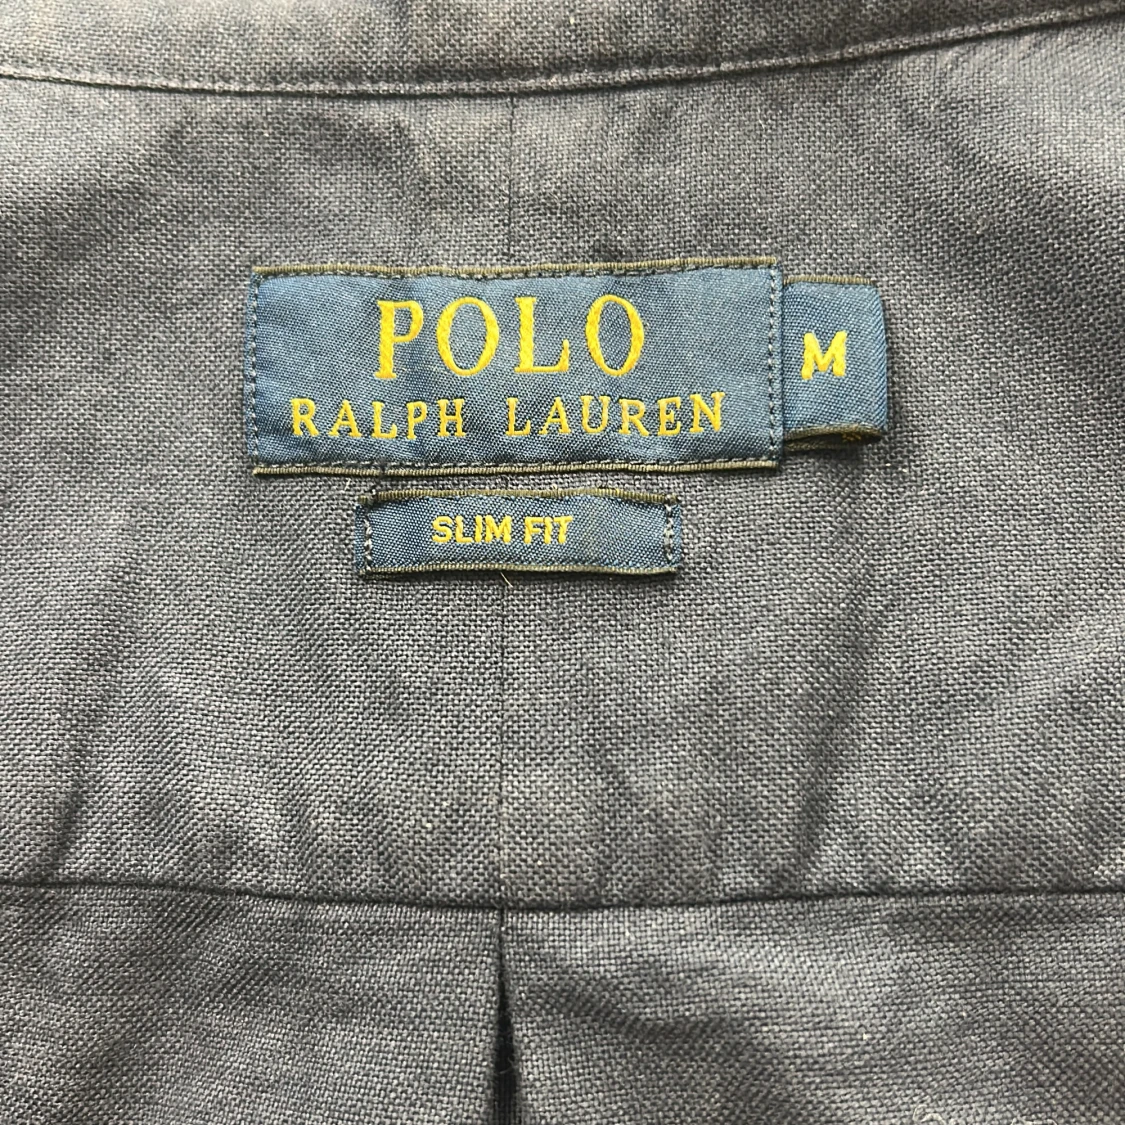 POLO
RALPH LAUREN
M
SLIM FIT